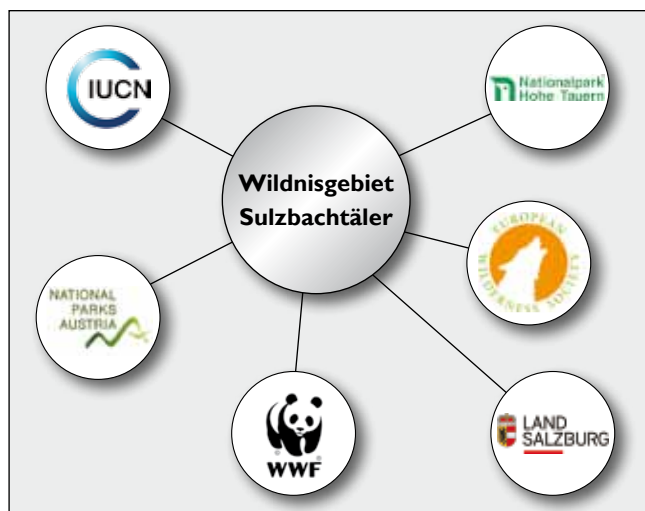 IUCN
Nationalpark
Hohe Tauern
Wildnisgebiet
Sulzbachtäler
EUROPEAN
WILDERNESS SOCIETY
NATIONAL
PARKS
AUSTRIA
WWF
LAND
SALZBURG